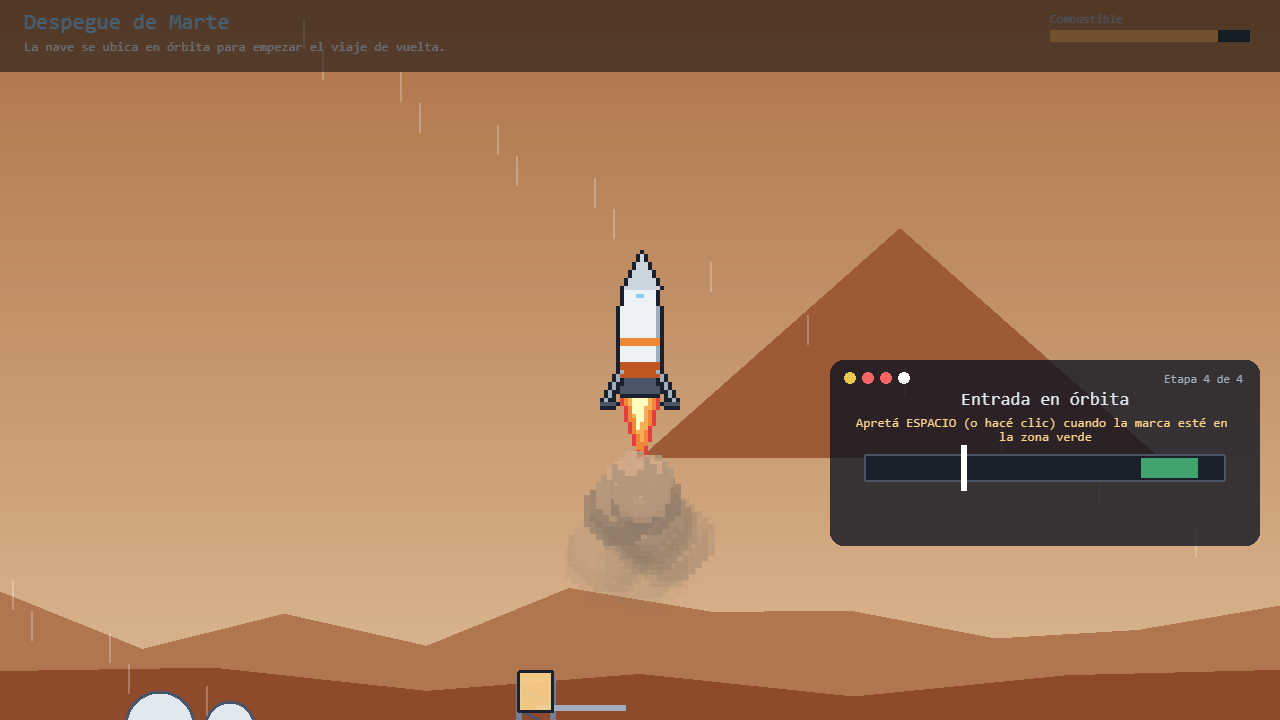 Despegue de Marte
La nave se ubica en órbita para empezar el viaje de vuelta.
Combustible
Etapa 4 de 4
Entrada en órbita
Apretá ESPACIO (o hacé clic) cuando la marca esté en
la zona verde